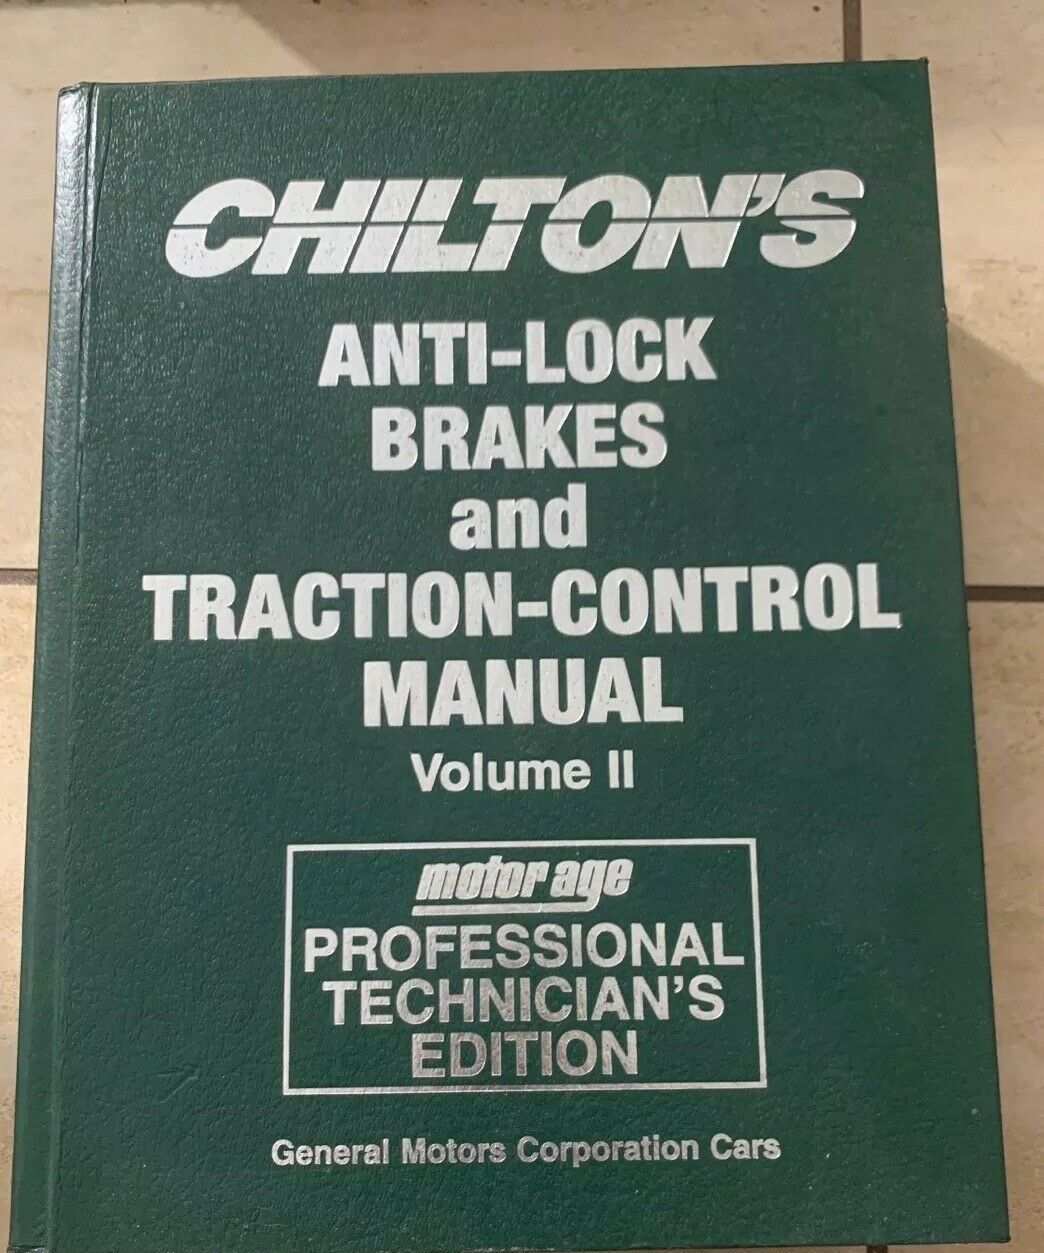 CHILTON'S
ANTI-LOCK
BRAKES
and
TRACTION-CONTROL
MANUAL
Volume II
motor age
PROFESSIONAL
TECHNICIAN'S
EDITION
General Motors Corporation Cars